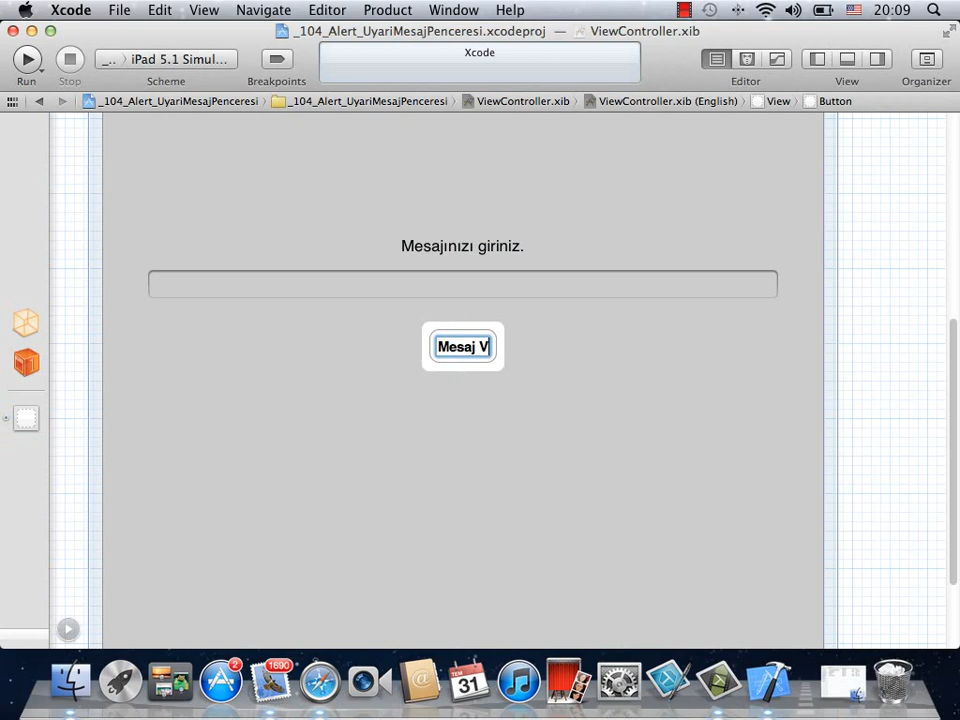 Xcode File Edit View Navigate Editor Product Window Help 20:09
_104_Alert_UyariMesajPenceresi.xcodeproj — ViewController.xib
_.. › iPad 5.1 Simul... Xcode
Run Stop Scheme Breakpoints Editor View Organizer
_104_Alert_UyariMesajPenceresi _104_Alert_UyariMesajPenceresi ViewController.xib ViewController.xib (English) View Button
Mesajınızı giriniz.
Mesaj V
2 1690
TEM
31